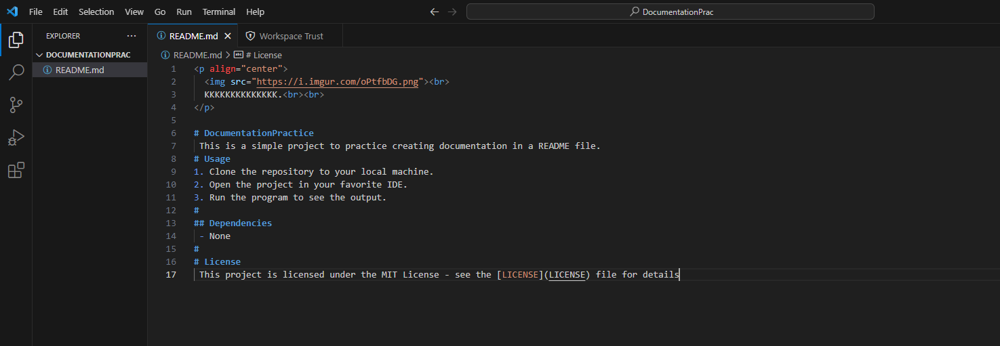 File Edit Selection View Go Run Terminal Help
DocumentationPrac
EXPLORER
DOCUMENTATIONPRAC
README.md
README.md
Workspace Trust
README.md > # License
1 <p align="center">
2 <img src="https://i.imgur.com/oPtfbDG.png"><br>
3 KKKKKKKKKKKKKK.<br><br>
4 </p>
5
6 # DocumentationPractice
7 This is a simple project to practice creating documentation in a README file.
8 # Usage
9 1. Clone the repository to your local machine.
10 2. Open the project in your favorite IDE.
11 3. Run the program to see the output.
12 #
13 ## Dependencies
14 - None
15 #
16 # License
17 This project is licensed under the MIT License - see the [LICENSE](LICENSE) file for details